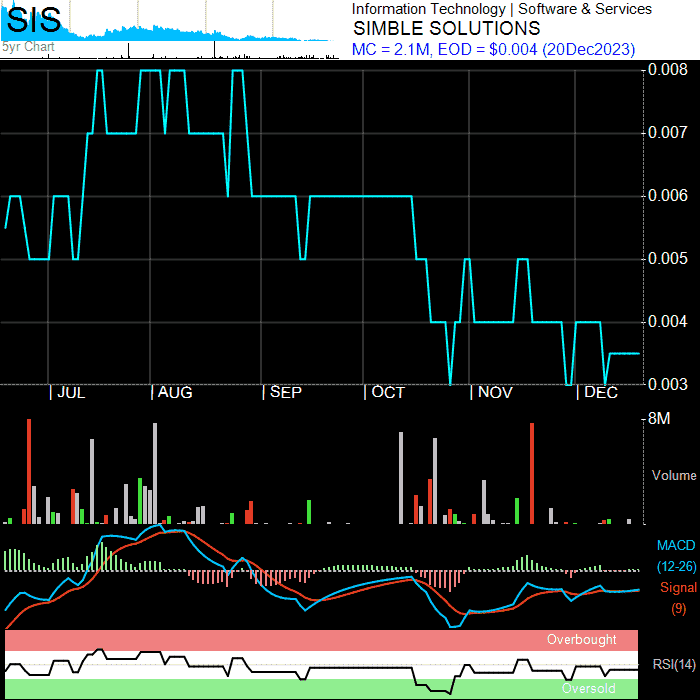 SIS
5yr Chart
Information Technology | Software & Services
SIMBLE SOLUTIONS
MC = 2.1M, EOD = $0.004 (20Dec2023)
0.008
0.007
0.006
0.005
0.004
0.003
JUL AUG SEP OCT NOV DEC
8M
Volume
MACD
(12-26)
Signal
(9)
Overbought
RSI(14)
Oversold